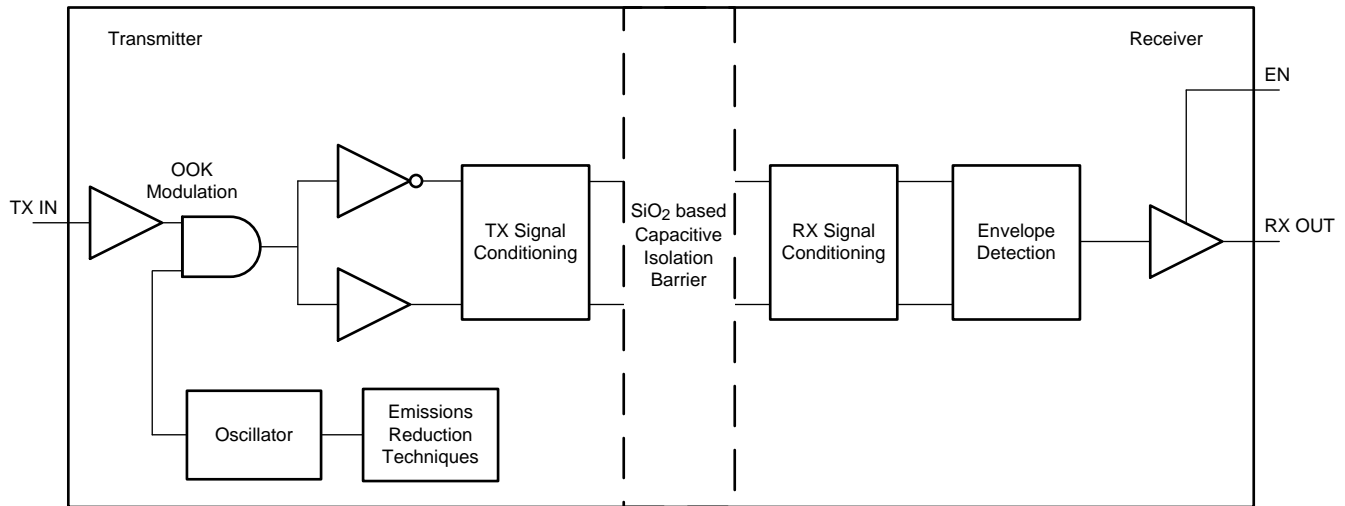 Transmitter
Receiver
EN
OOK
Modulation
TX IN
TX Signal
Conditioning
SiO2 based
Capacitive
Isolation
Barrier
RX Signal
Conditioning
Envelope
Detection
RX OUT
Oscillator
Emissions
Reduction
Techniques